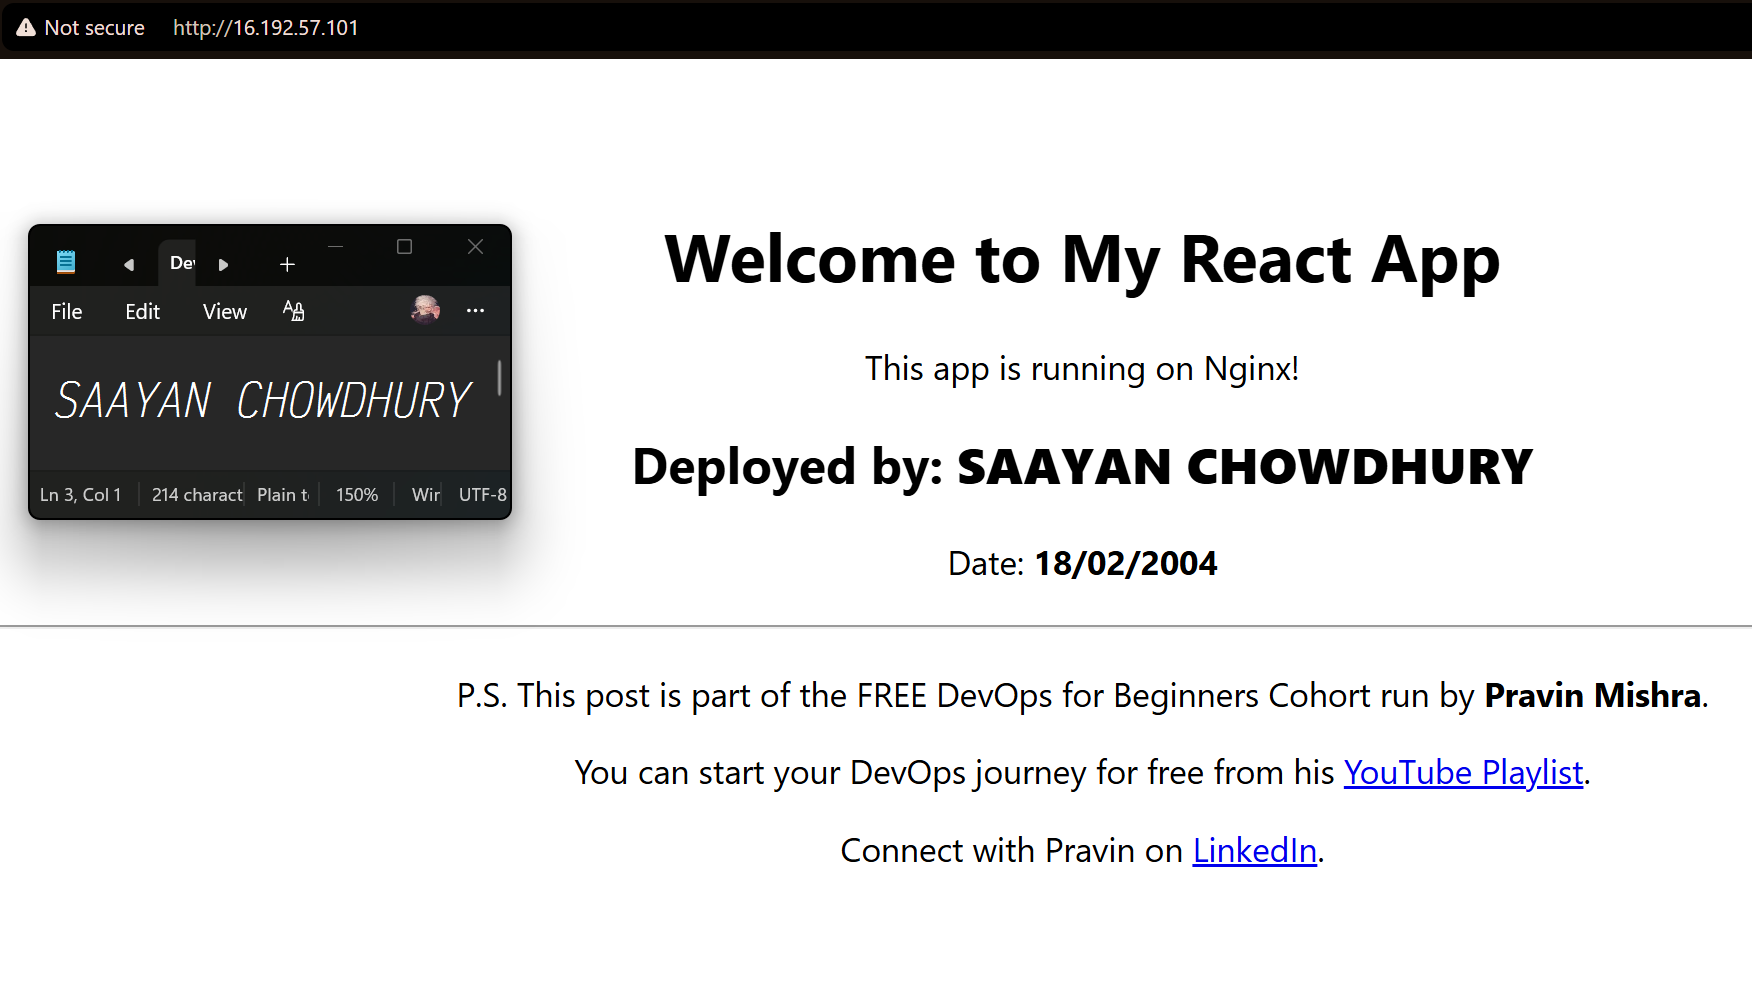 Not secure http://16.192.57.101
Dev
File Edit View
SAAYAN CHOWDHURY
Ln 3, Col 1 214 charact Plain t 150% Wir UTF-8
Welcome to My React App
This app is running on Nginx!
Deployed by: SAAYAN CHOWDHURY
Date: 18/02/2004
P.S. This post is part of the FREE DevOps for Beginners Cohort run by Pravin Mishra.
You can start your DevOps journey for free from his YouTube Playlist.
Connect with Pravin on LinkedIn.